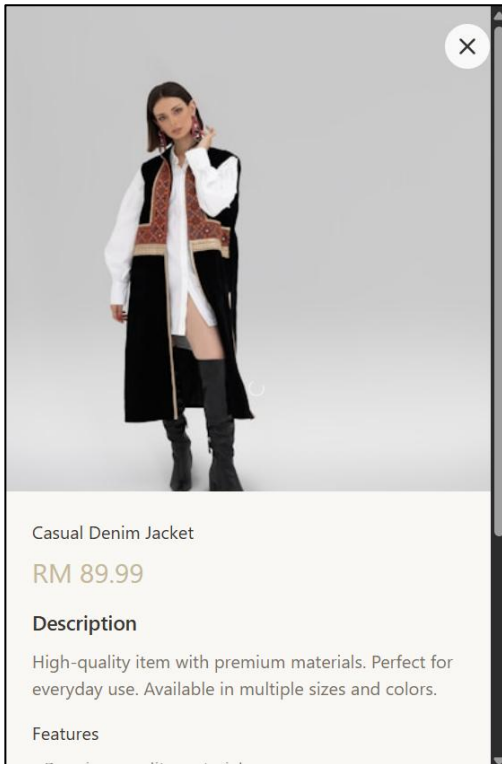 Casual Denim Jacket
RM 89.99
Description
High-quality item with premium materials. Perfect for
everyday use. Available in multiple sizes and colors.
Features